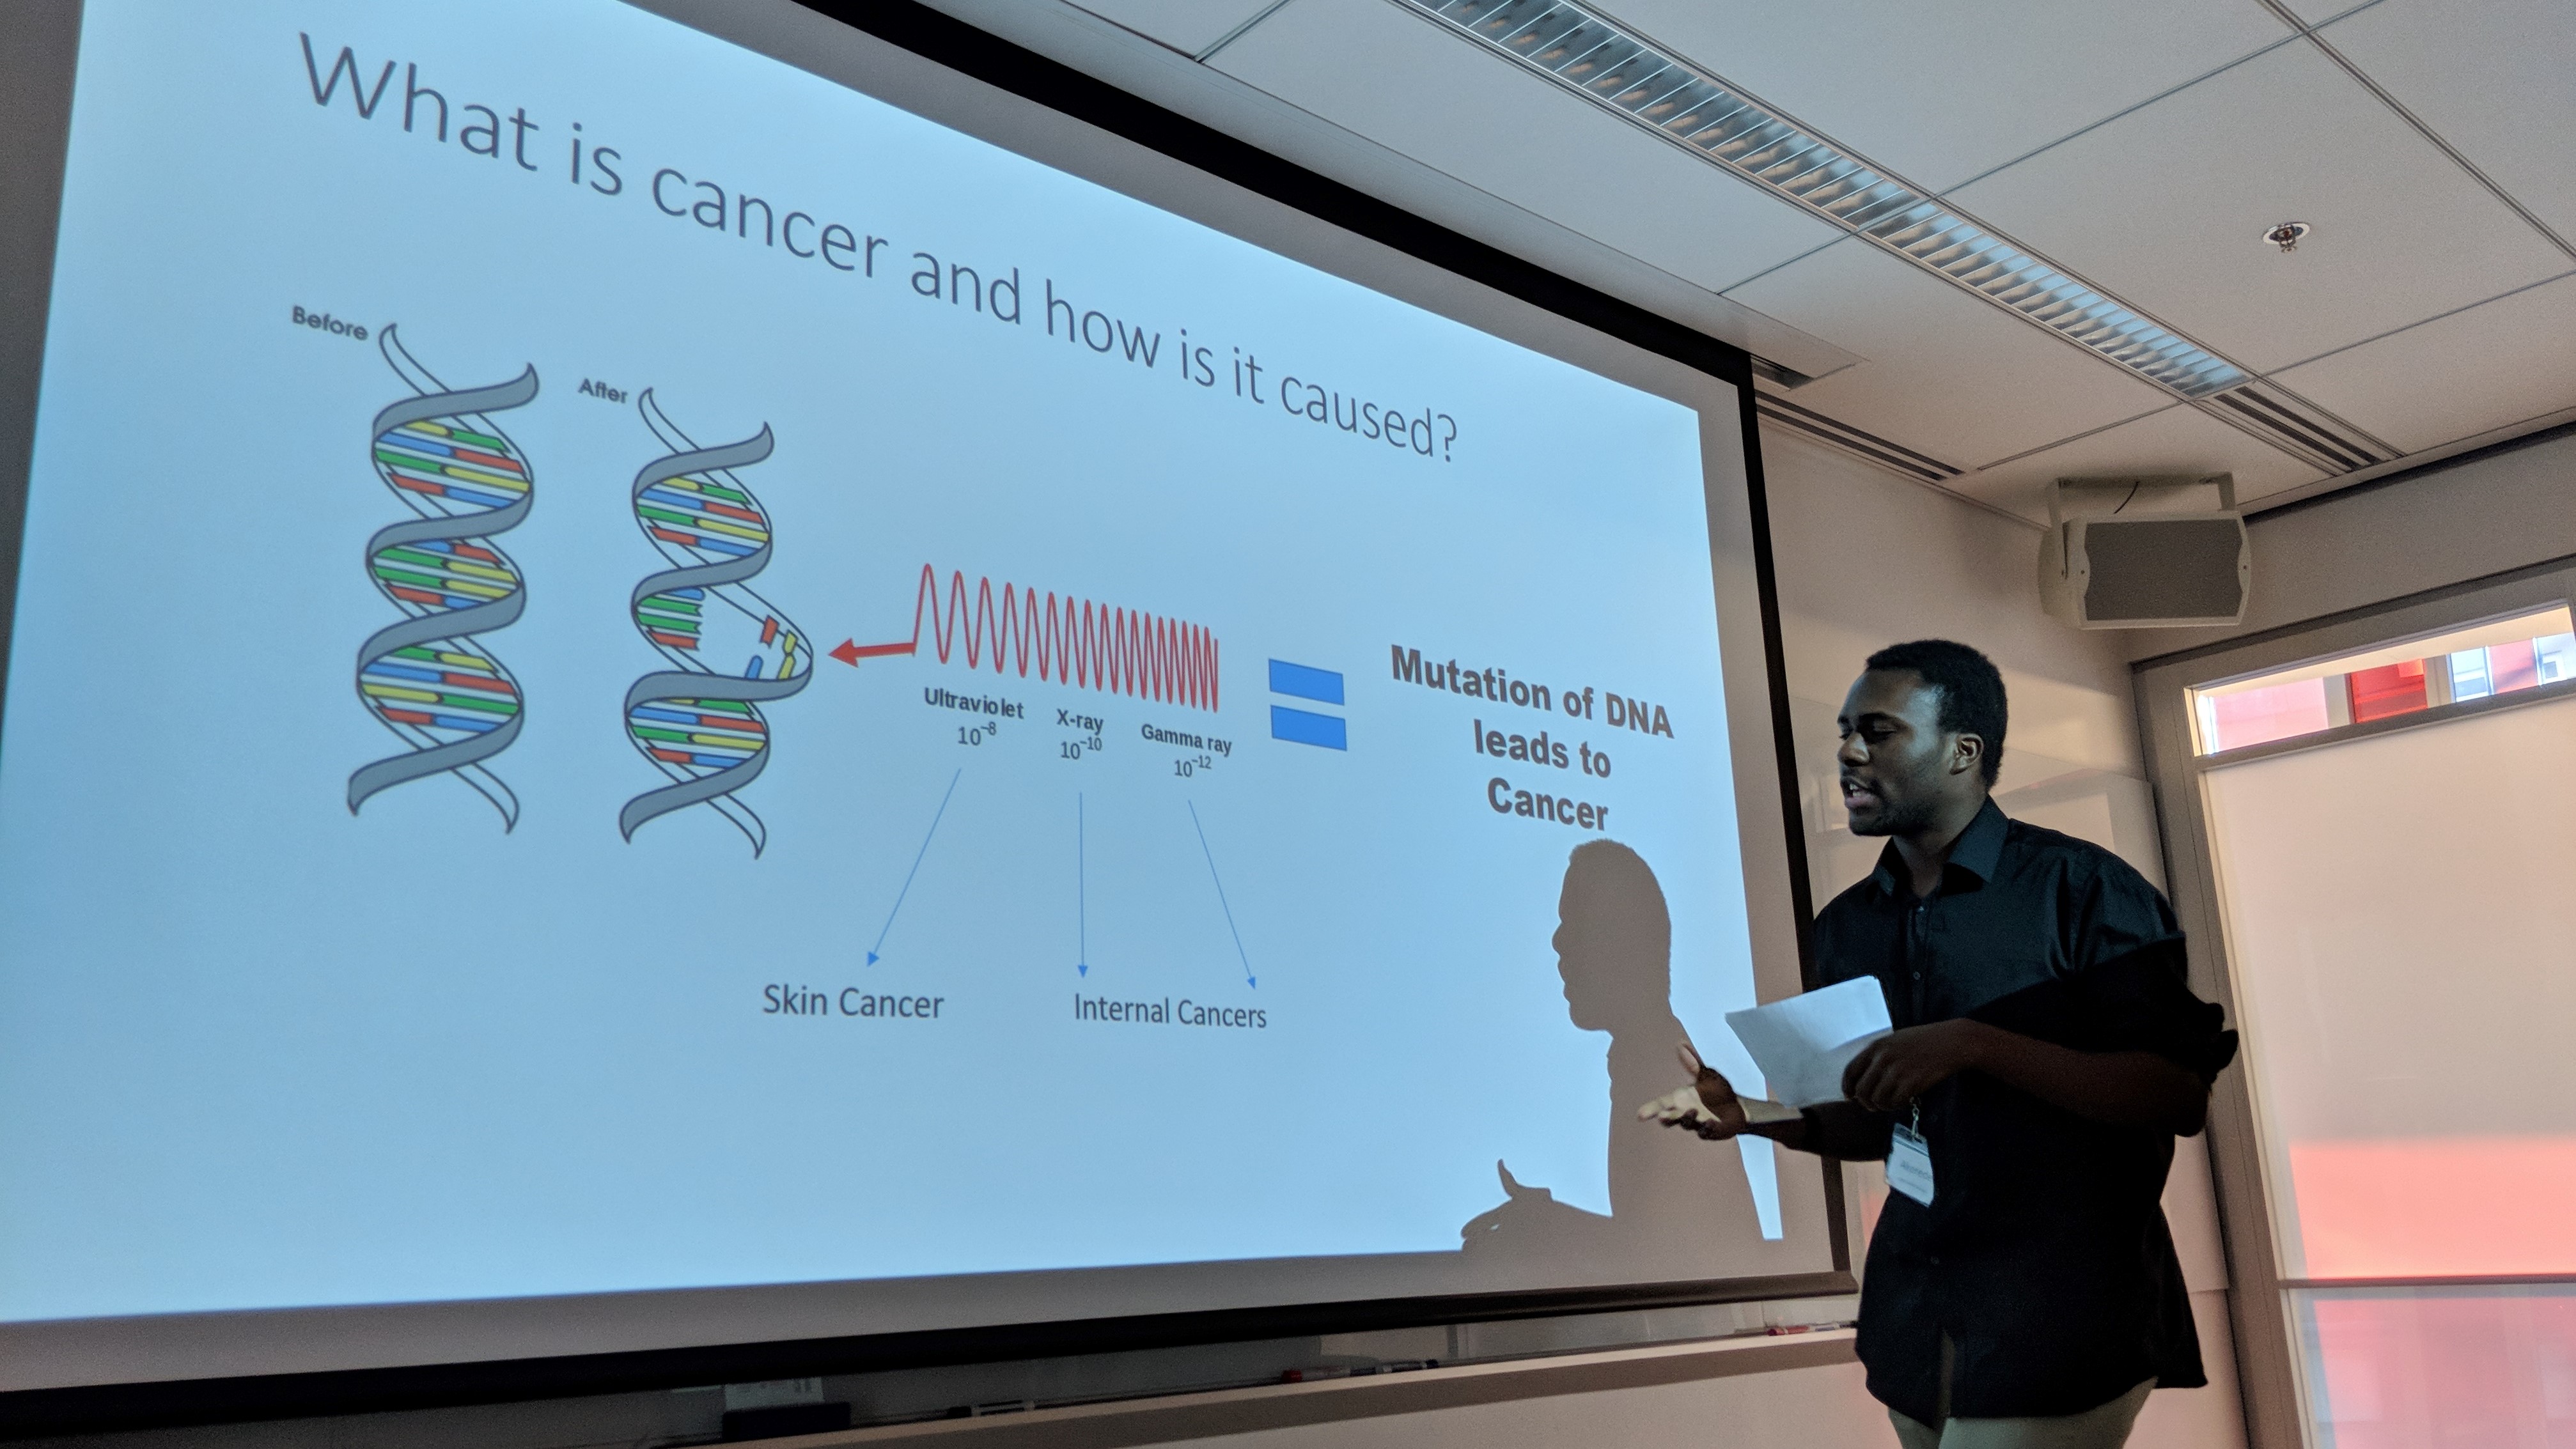 What is cancer and how is it caused?
Before
After
Ultraviolet
10⁻⁸
X-ray
10⁻¹⁰
Gamma ray
10⁻¹²
Mutation of DNA
leads to
Cancer
Skin Cancer
Internal Cancers